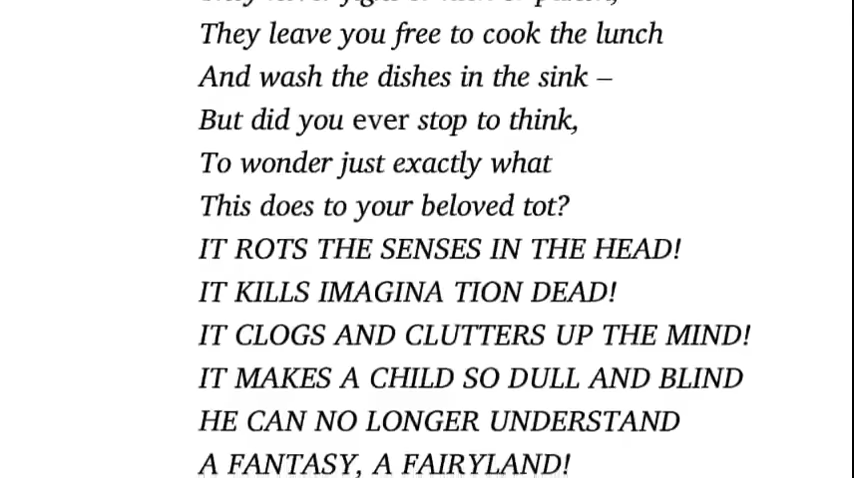 They leave you free to cook the lunch
And wash the dishes in the sink –
But did you ever stop to think,
To wonder just exactly what
This does to your beloved tot?
IT ROTS THE SENSES IN THE HEAD!
IT KILLS IMAGINA TION DEAD!
IT CLOGS AND CLUTTERS UP THE MIND!
IT MAKES A CHILD SO DULL AND BLIND
HE CAN NO LONGER UNDERSTAND
A FANTASY, A FAIRYLAND!